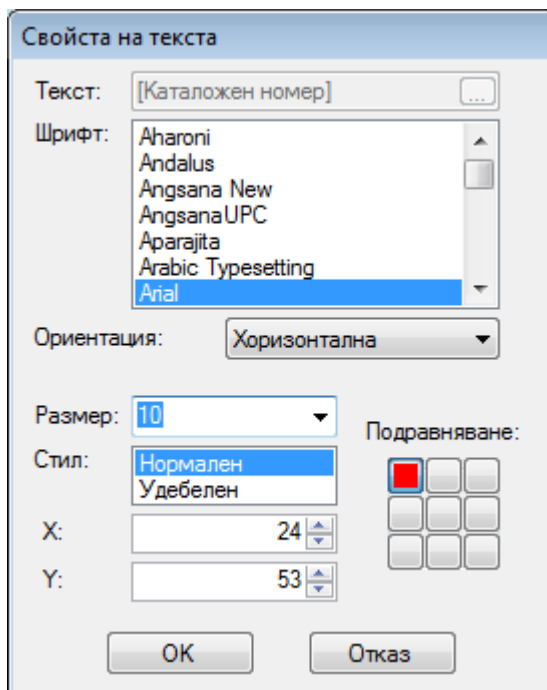 Свойста на текста
Текст: [Каталожен номер] ...
Шрифт: Aharoni
Andalus
Angsana New
AngsanaUPC
Aparajita
Arabic Typesetting
Arial
Ориентация: Хоризонтална
Размер: 10
Подравняване:
Стил: Нормален
Удебелен
X: 24
Y: 53
OK Отказ